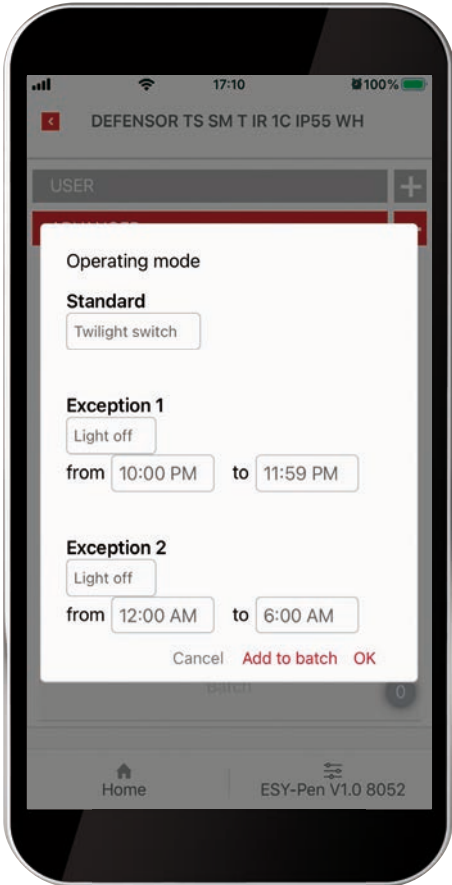 17:10
100%
DEFENSOR TS SM T IR 1C IP55 WH
USER
Operating mode
Standard
Twilight switch
Exception 1
Light off
from 10:00 PM to 11:59 PM
Exception 2
Light off
from 12:00 AM to 6:00 AM
Cancel Add to batch OK
Batch
0
Home
ESY-Pen V1.0 8052